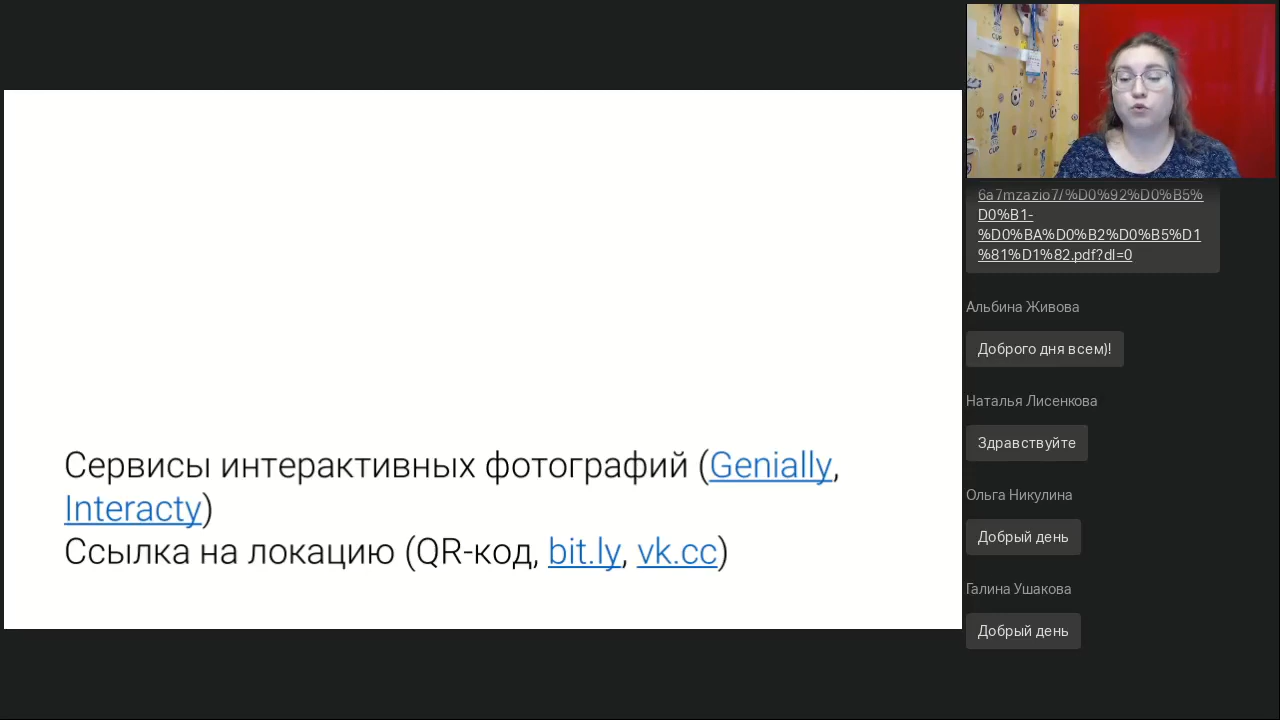 Сервисы интерактивных фотографий (Genially,
Interacty)
Ссылка на локацию (QR-код, bit.ly, vk.cc)
CUP
CUP
6a7mzazio7/%D0%92%D0%B5%
D0%B1-
%D0%BA%D0%B2%D0%B5%D1
%81%D1%82.pdf?dl=0
Альбина Живова
Доброго дня всем)!
Наталья Лисенкова
Здравствуйте
Ольга Никулина
Добрый день
Галина Ушакова
Добрый день